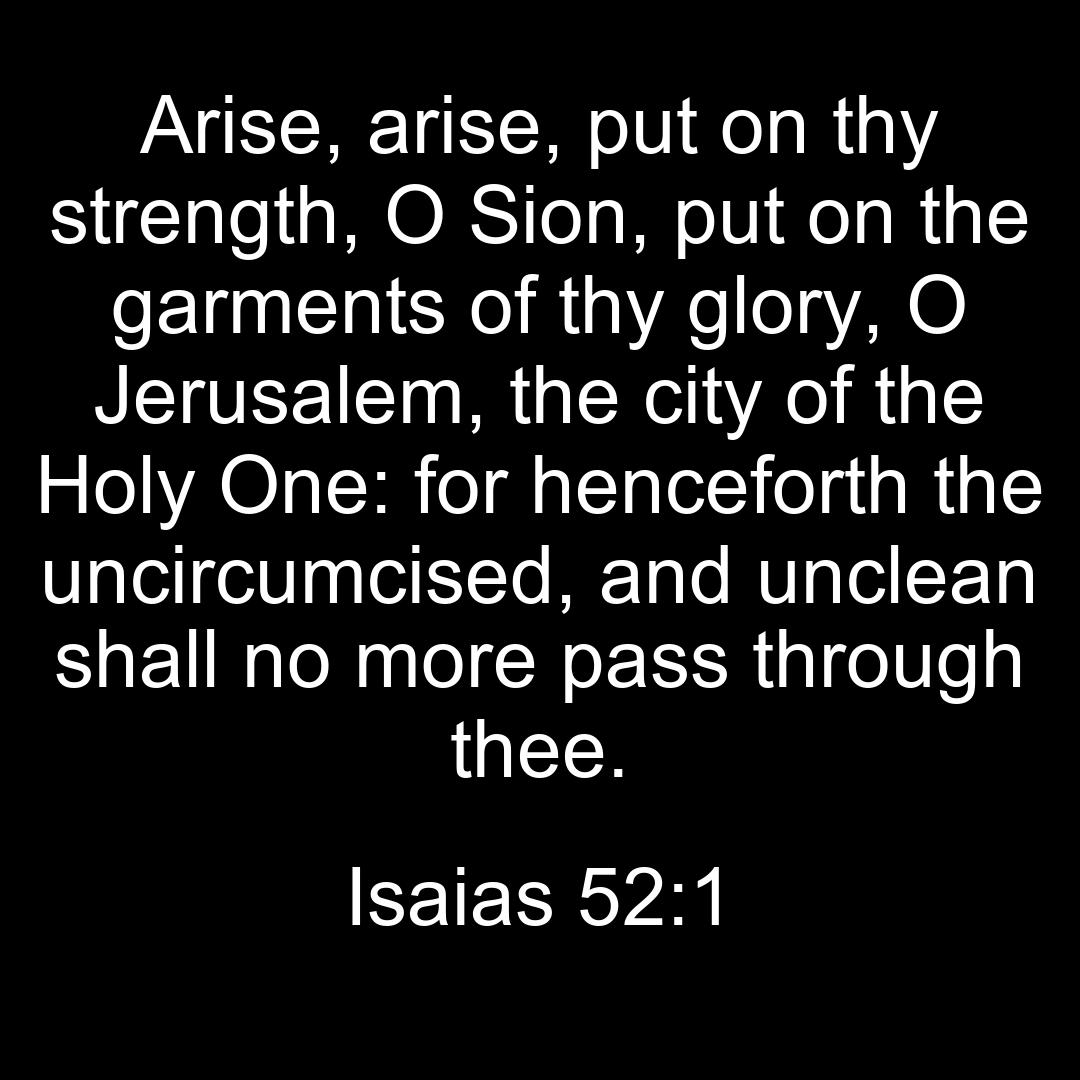 Arise, arise, put on thy
strength, O Sion, put on the
garments of thy glory, O
Jerusalem, the city of the
Holy One: for henceforth the
uncircumcised, and unclean
shall no more pass through
thee.
Isaias 52:1